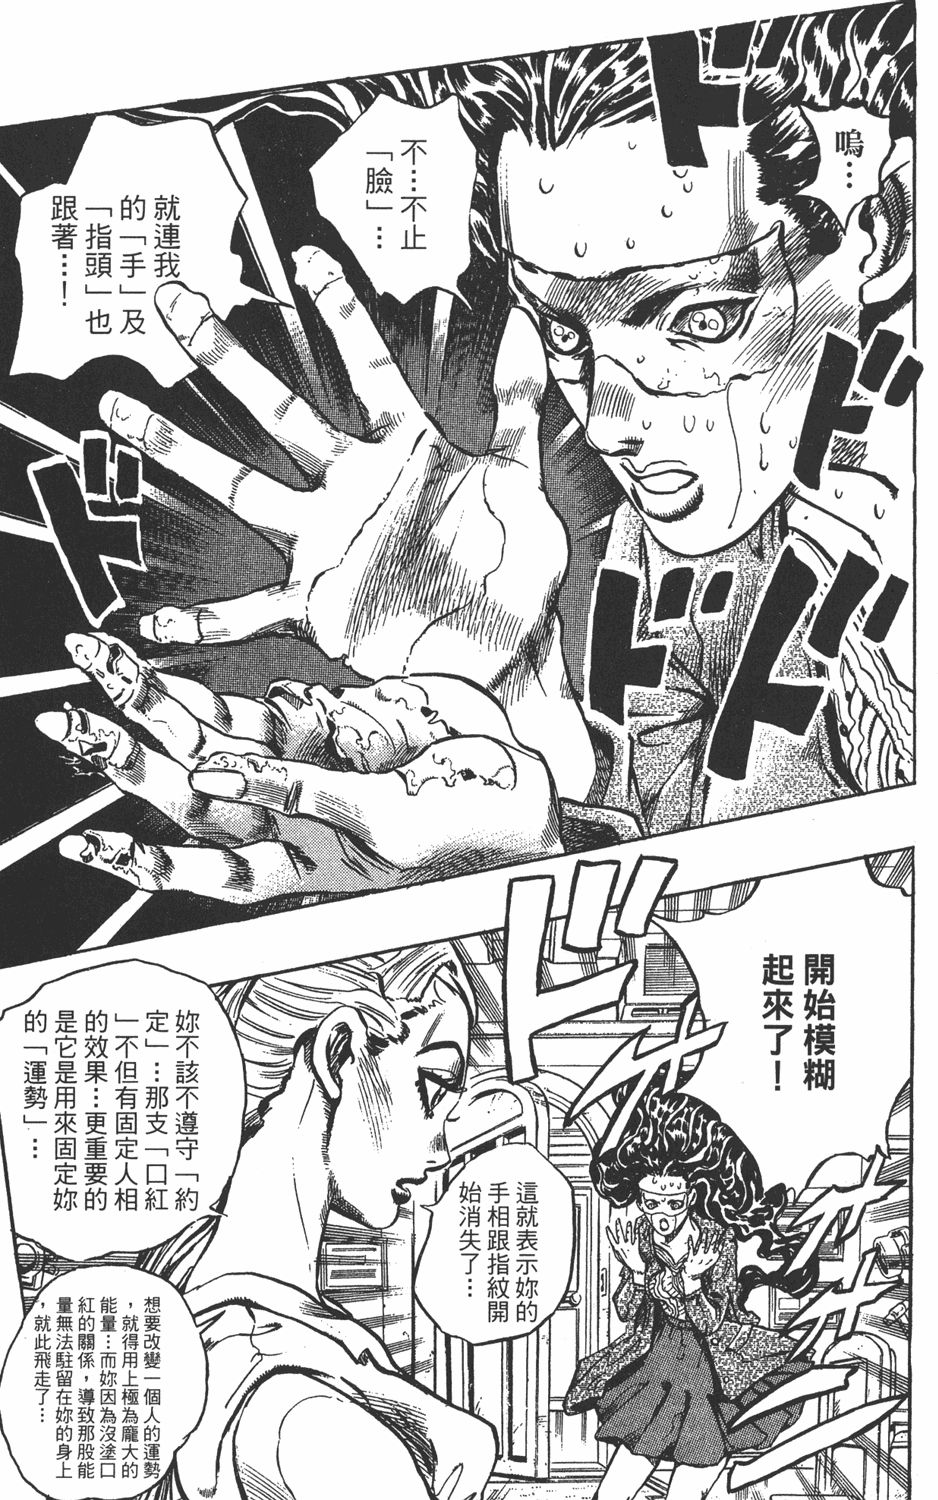 嗚…
不…不止
「臉」…
就連我
的「手」及
「指頭」也
跟著…！
ドドドドド
開始模糊
起來了！
ドドド
ザザザ
ザザザ
這就表示妳的
手相跟指紋開
始消失了…
妳不該不遵守「約
定」…那支「口紅
」不但有固定人相
的效果…更重要的
是它是用來固定妳
的「運勢」…
想要改變一個人的運勢
，就得用上極為龐大的
能量…而妳因為沒塗口
紅的關係，導致那股能
量無法駐留在妳的身上
，就此飛走了…